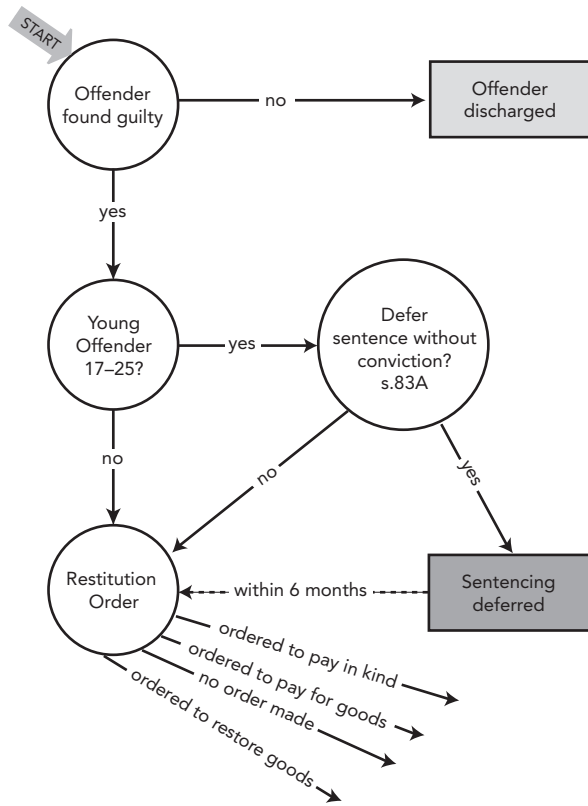 START
Offender
found guilty
no
Offender
discharged
yes
Young
Offender
17–25?
yes
Defer
sentence without
conviction?
s.83A
no
no
yes
Restitution
Order
within 6 months
Sentencing
deferred
ordered to pay in kind
ordered to pay for goods
no order made
ordered to restore goods